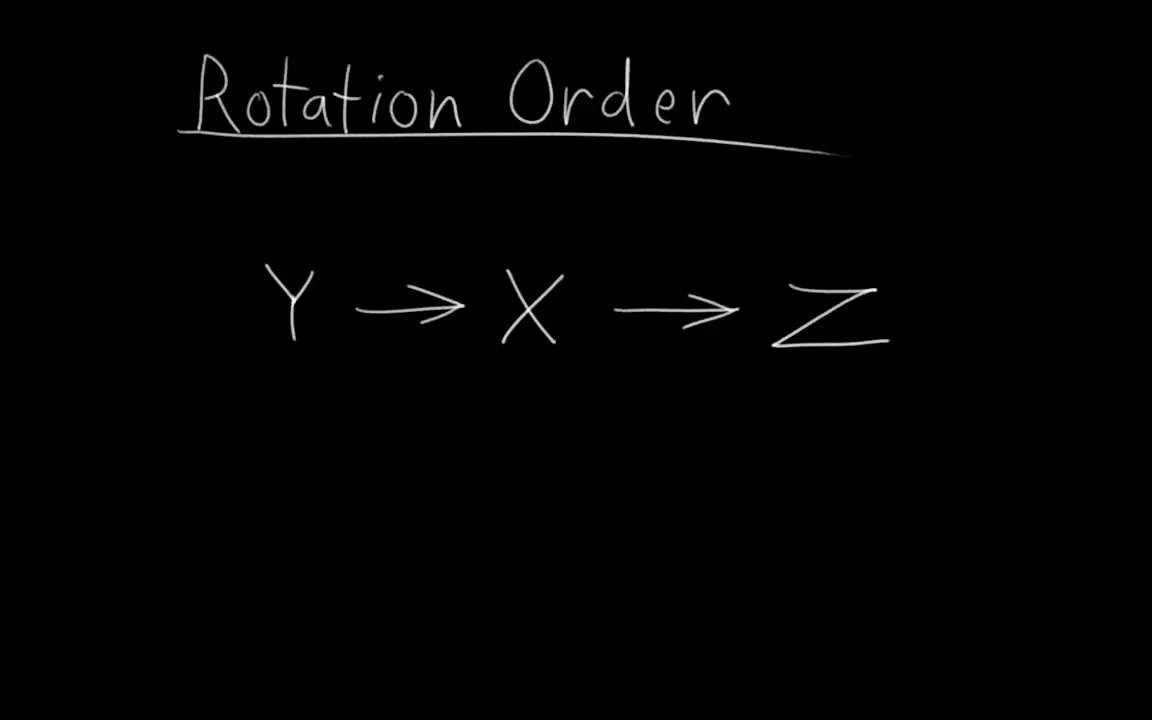 Rotation Order
Y → X → Z